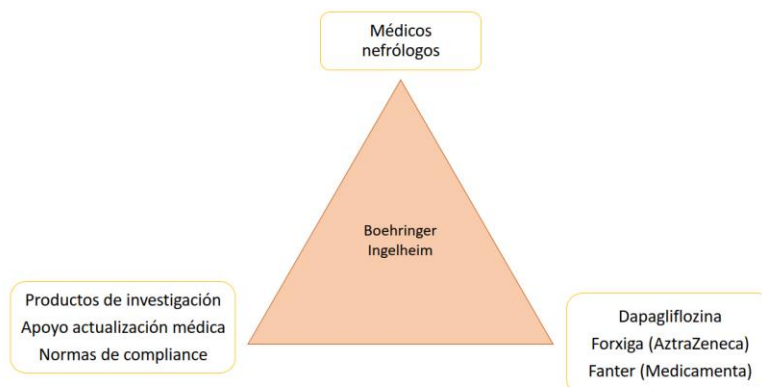 Médicos
nefrólogos
Boehringer
Ingelheim
Productos de investigación
Apoyo actualización médica
Normas de compliance
Dapagliflozina
Forxiga (AztraZeneca)
Fanter (Medicamenta)